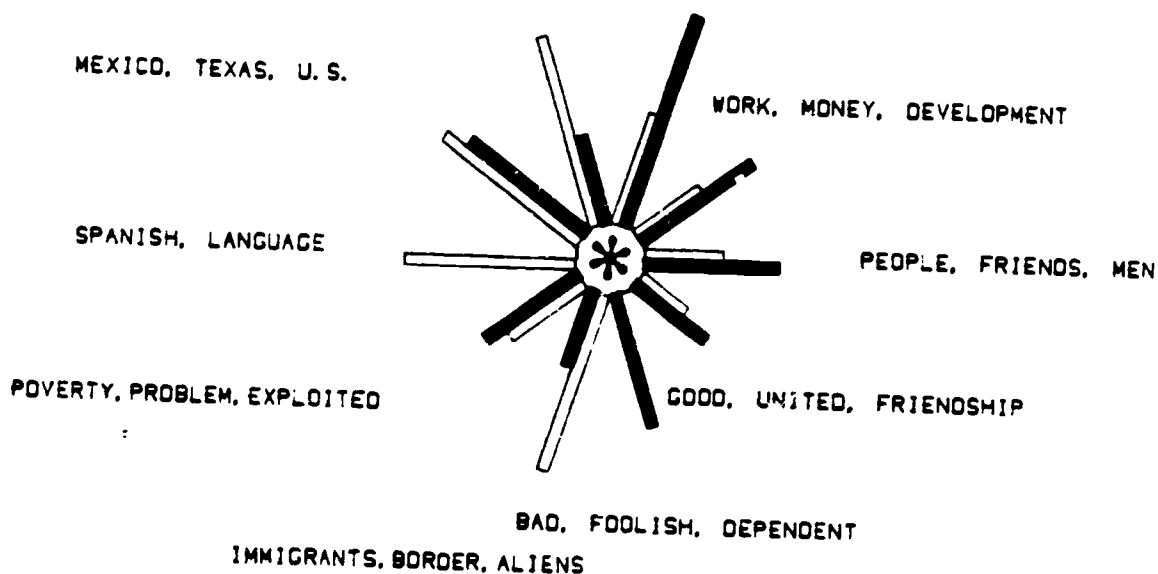 MEXICO, TEXAS, U.S.
WORK, MONEY, DEVELOPMENT
SPANISH, LANGUAGE
PEOPLE, FRIENDS, MEN
POVERTY, PROBLEM, EXPLOITED
GOOD, UNITED, FRIENDSHIP
BAD, FOOLISH, DEPENDENT
IMMIGRANTS, BORDER, ALIENS